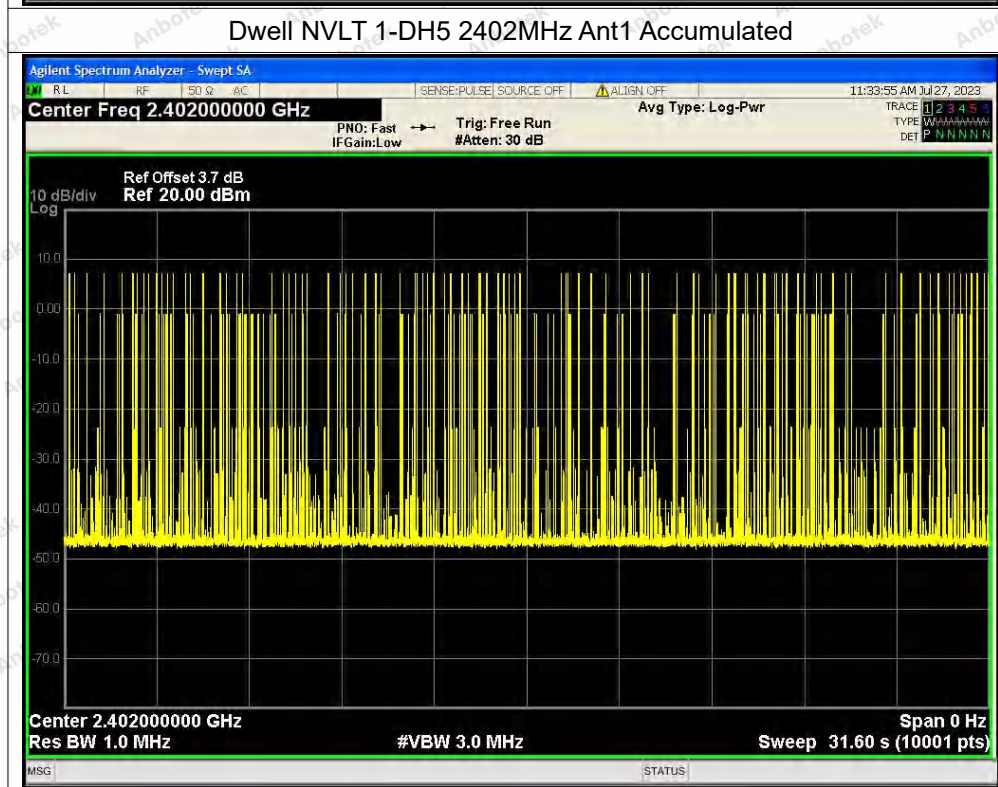 Dwell NVLT 1-DH5 2402MHz Ant1 Accumulated
Agilent Spectrum Analyzer - Swept SA
RL RF 50 Ω AC SENSE:PULSE SOURCE OFF ALIGN OFF 11:33:55 AM Jul 27, 2023
Center Freq 2.402000000 GHz Avg Type: Log-Pwr TRACE 1 2 3 4 5 6
PNO: Fast Trig: Free Run TYPE W
IFGain:Low #Atten: 30 dB DET P N N N N N
Ref Offset 3.7 dB
10 dB/div Ref 20.00 dBm
Log
10.0
0.00
-10.0
-20.0
-30.0
-40.0
-50.0
-60.0
-70.0
Center 2.402000000 GHz Span 0 Hz
Res BW 1.0 MHz #VBW 3.0 MHz Sweep 31.60 s (10001 pts)
MSG STATUS